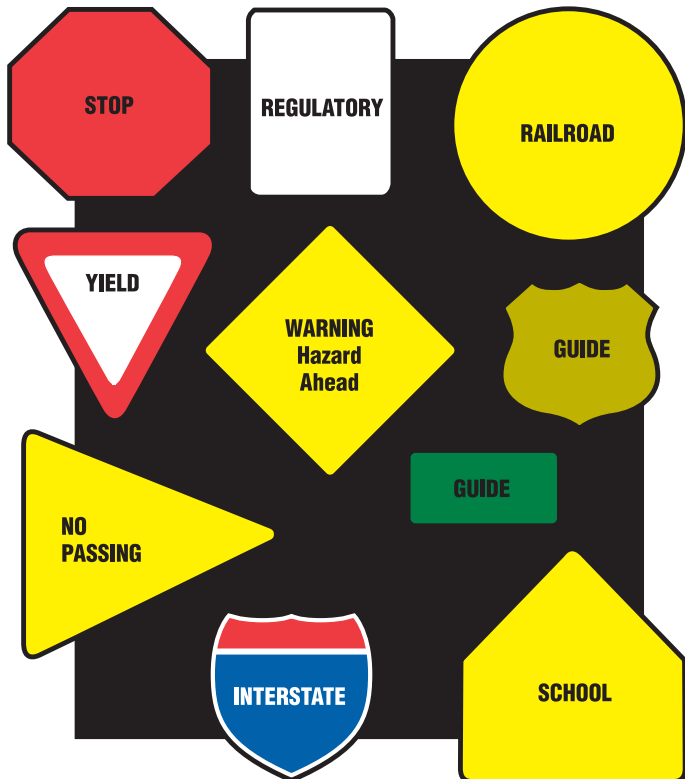 STOP
REGULATORY
RAILROAD
YIELD
WARNING
Hazard
Ahead
GUIDE
GUIDE
NO
PASSING
INTERSTATE
SCHOOL